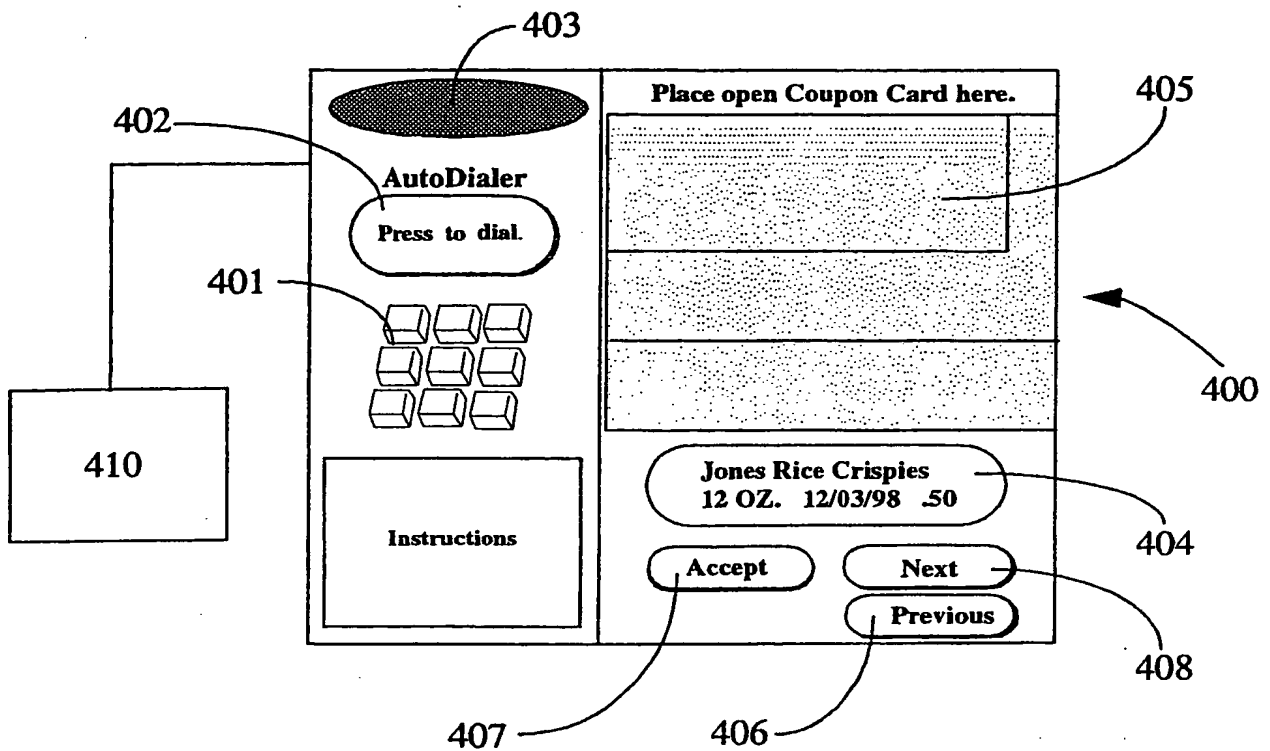 403
Place open Coupon Card here.
405
402
AutoDialer
Press to dial.
401
400
410
Jones Rice Crispies
12 OZ. 12/03/98 .50
404
Instructions
Accept
Next
Previous
408
407
406